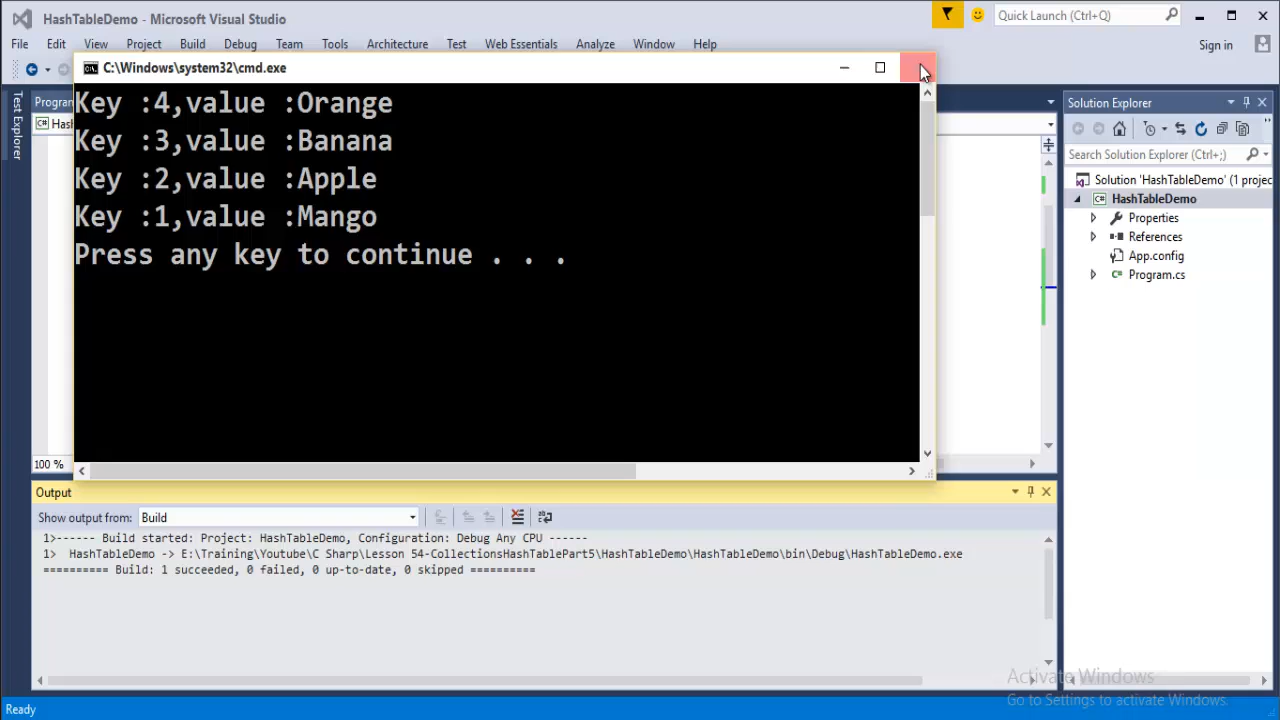 HashTableDemo - Microsoft Visual Studio
Quick Launch (Ctrl+Q)
File Edit View Project Build Debug Team Tools Architecture Test Web Essentials Analyze Window Help
Sign in
C:\Windows\system32\cmd.exe
Key :4,value :Orange
Key :3,value :Banana
Key :2,value :Apple
Key :1,value :Mango
Press any key to continue . . .
Test Explorer
Program
Hash
100 %
Solution Explorer
Search Solution Explorer (Ctrl+;)
Solution 'HashTableDemo' (1 projec
HashTableDemo
Properties
References
App.config
Program.cs
Output
Show output from: Build
1>------ Build started: Project: HashTableDemo, Configuration: Debug Any CPU ------
1>  HashTableDemo -> E:\Training\Youtube\C Sharp\Lesson 54-CollectionsHashTablePart5\HashTableDemo\HashTableDemo\bin\Debug\HashTableDemo.exe
========== Build: 1 succeeded, 0 failed, 0 up-to-date, 0 skipped ==========
Activate Windows
Go to Settings to activate Windows.
Ready